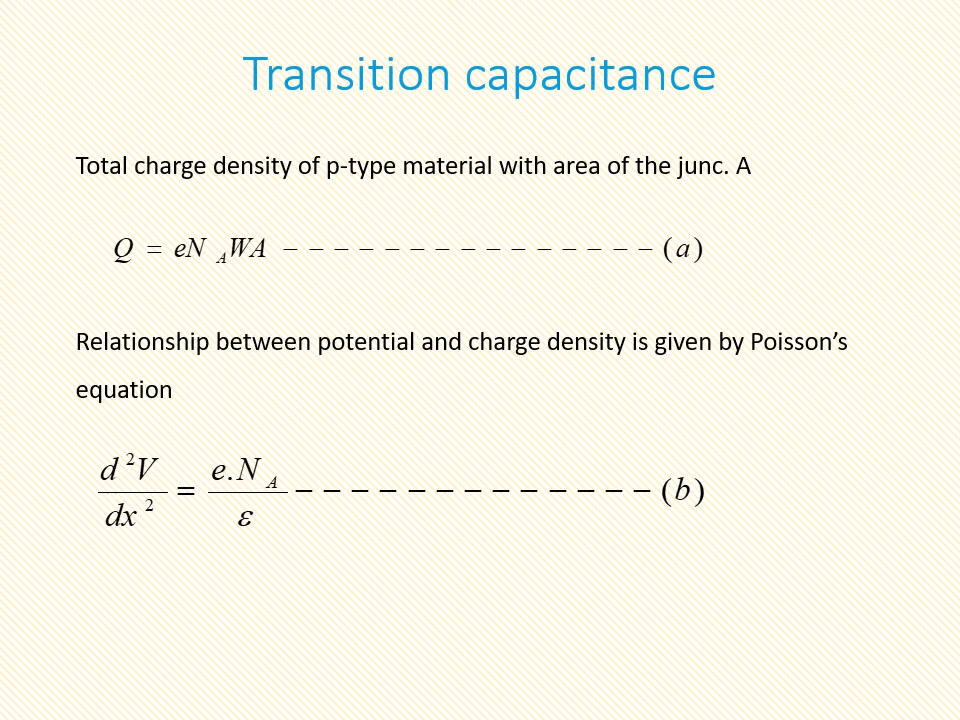 Transition capacitance
Total charge density of p-type material with area of the junc. A
Q = eN_A WA − − − − − − − − − − − − − − − (a)
Relationship between potential and charge density is given by Poisson’s
equation
d²V/dx² = e.N_A/ε − − − − − − − − − − − − − (b)